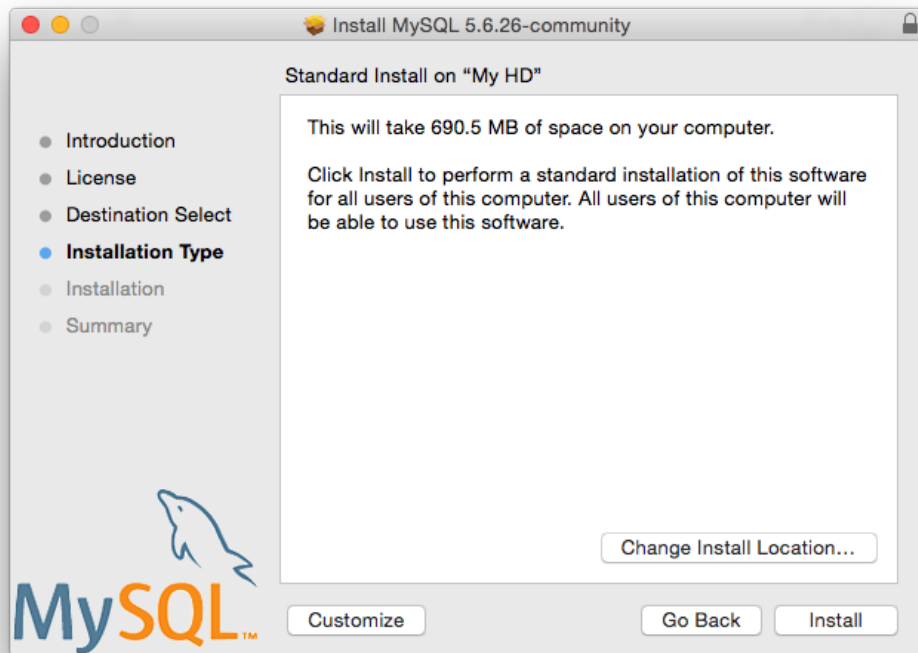 Install MySQL 5.6.26-community
Standard Install on “My HD”
Introduction
License
Destination Select
Installation Type
Installation
Summary
This will take 690.5 MB of space on your computer.
Click Install to perform a standard installation of this software
for all users of this computer. All users of this computer will
be able to use this software.
Change Install Location...
MySQL™
Customize
Go Back
Install